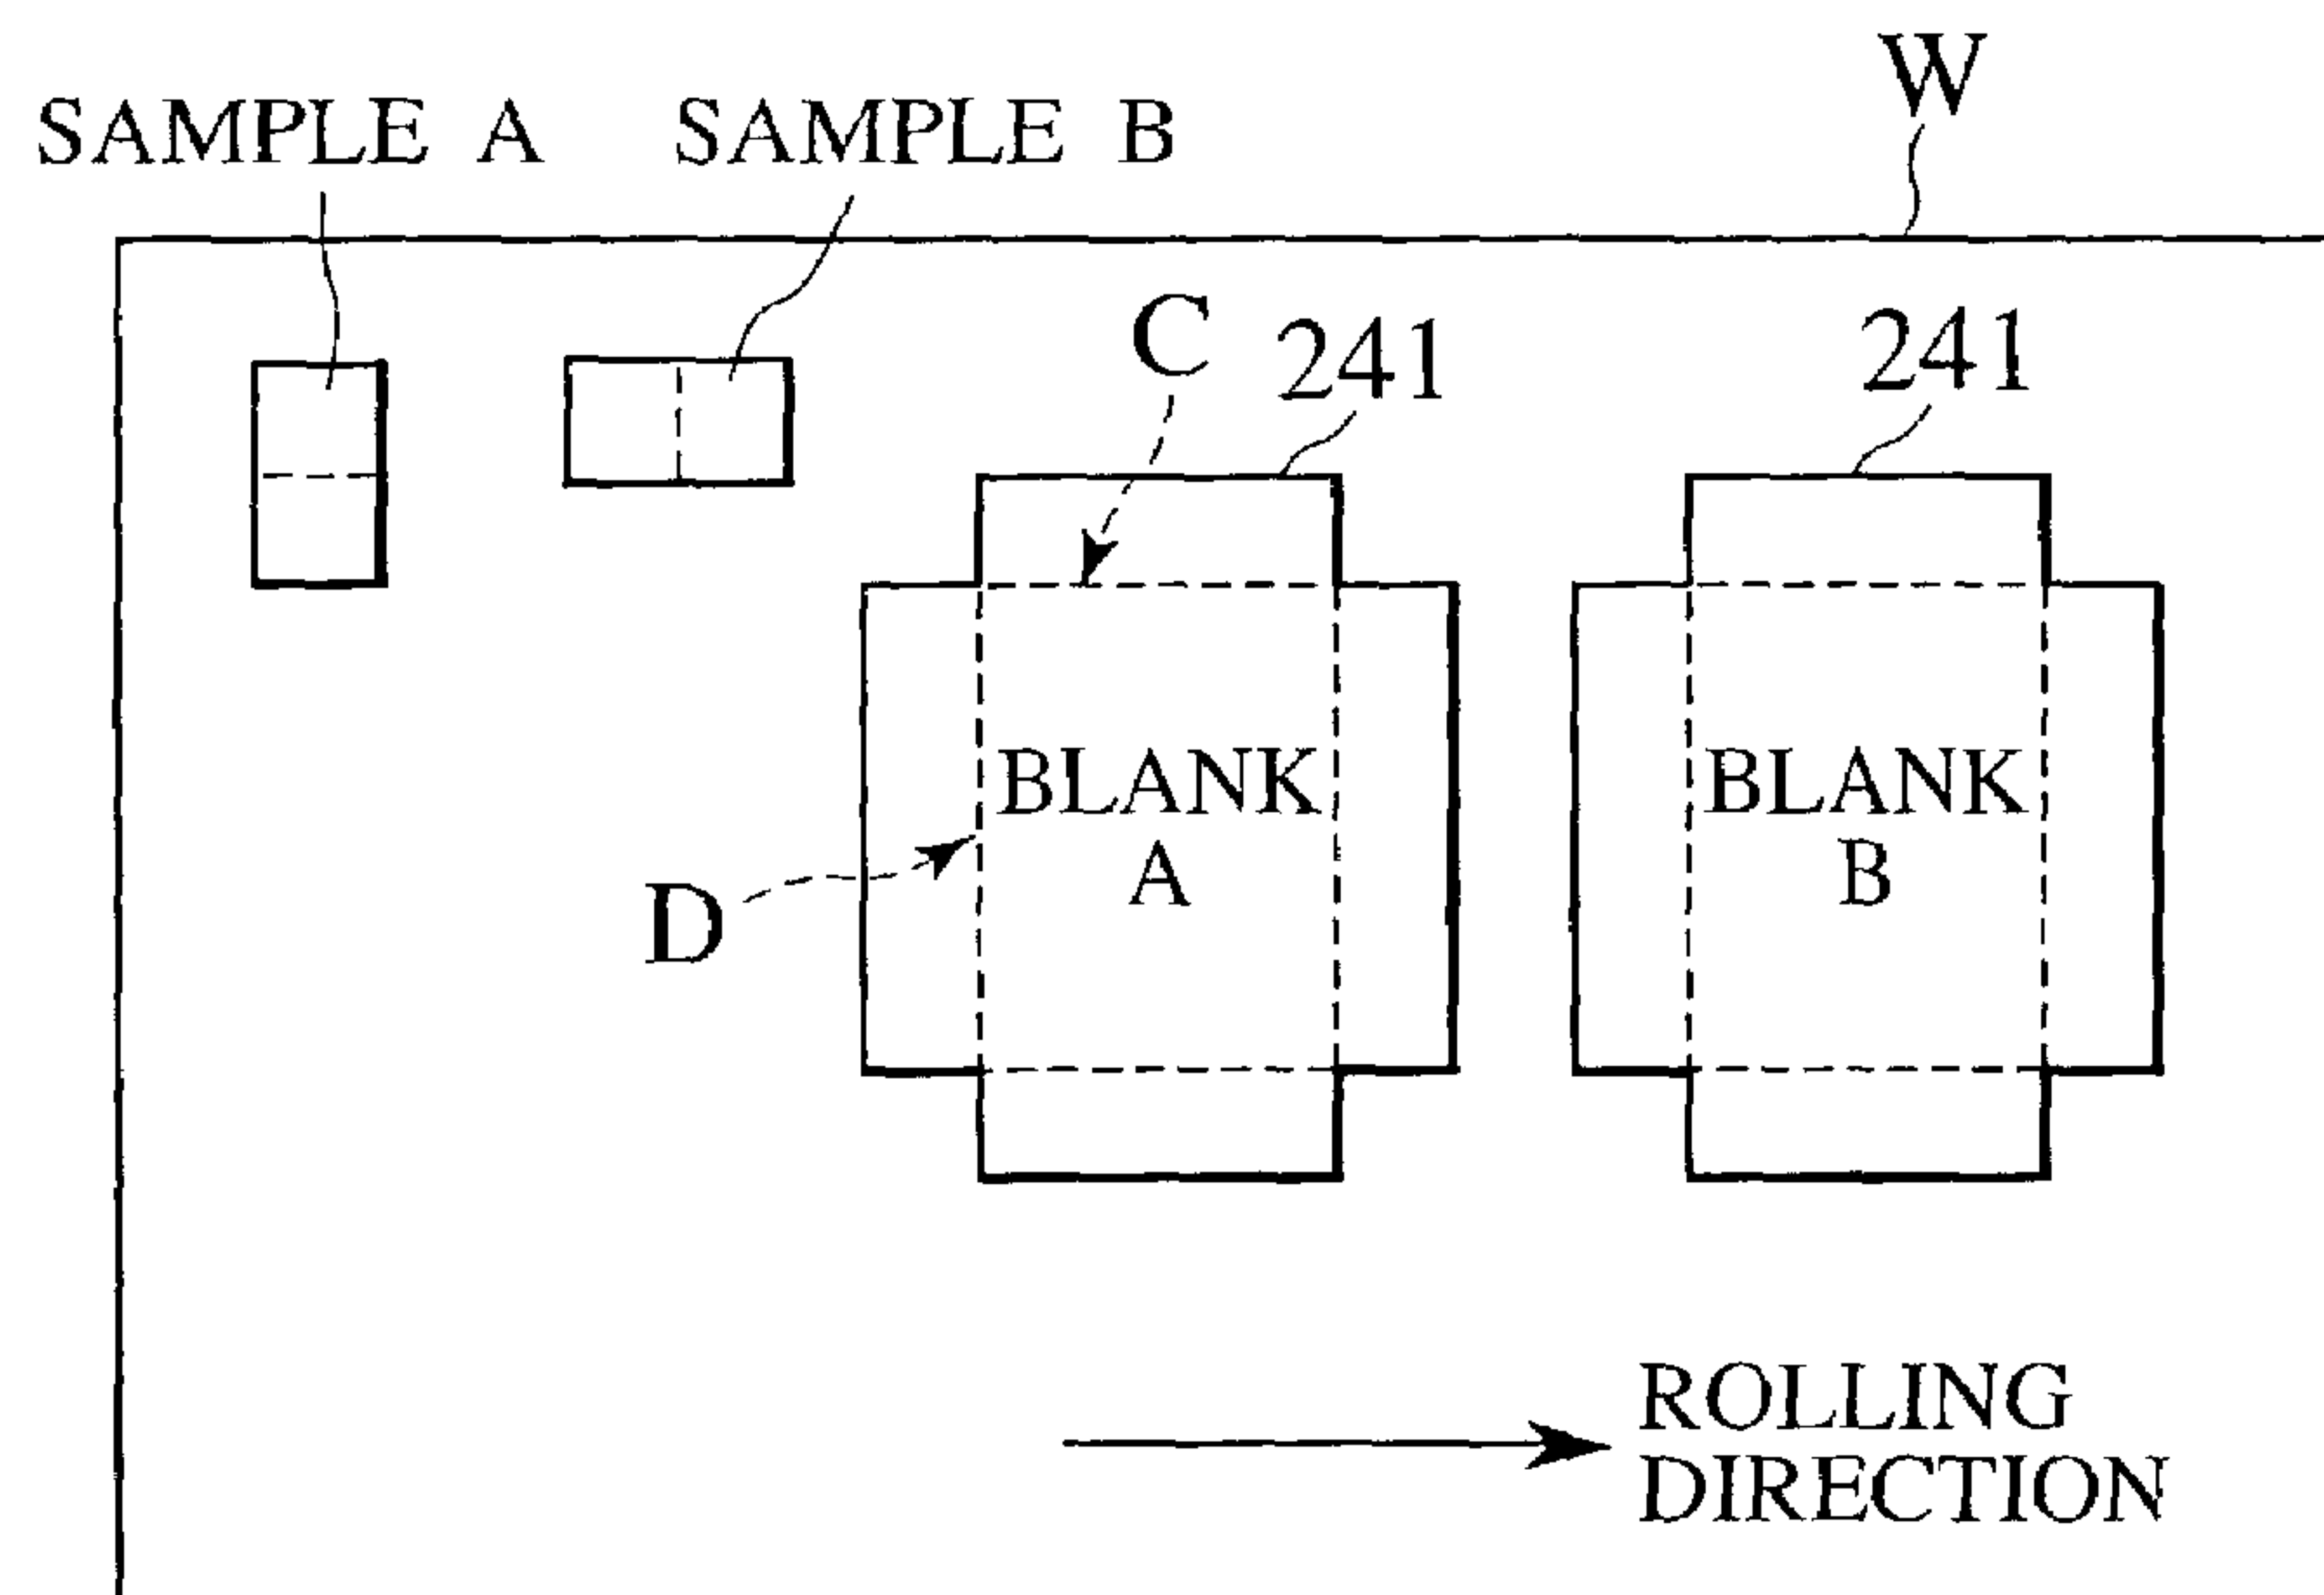 W
SAMPLE A
SAMPLE B
C
241
241
BLANK
A
BLANK
B
D
ROLLING
DIRECTION